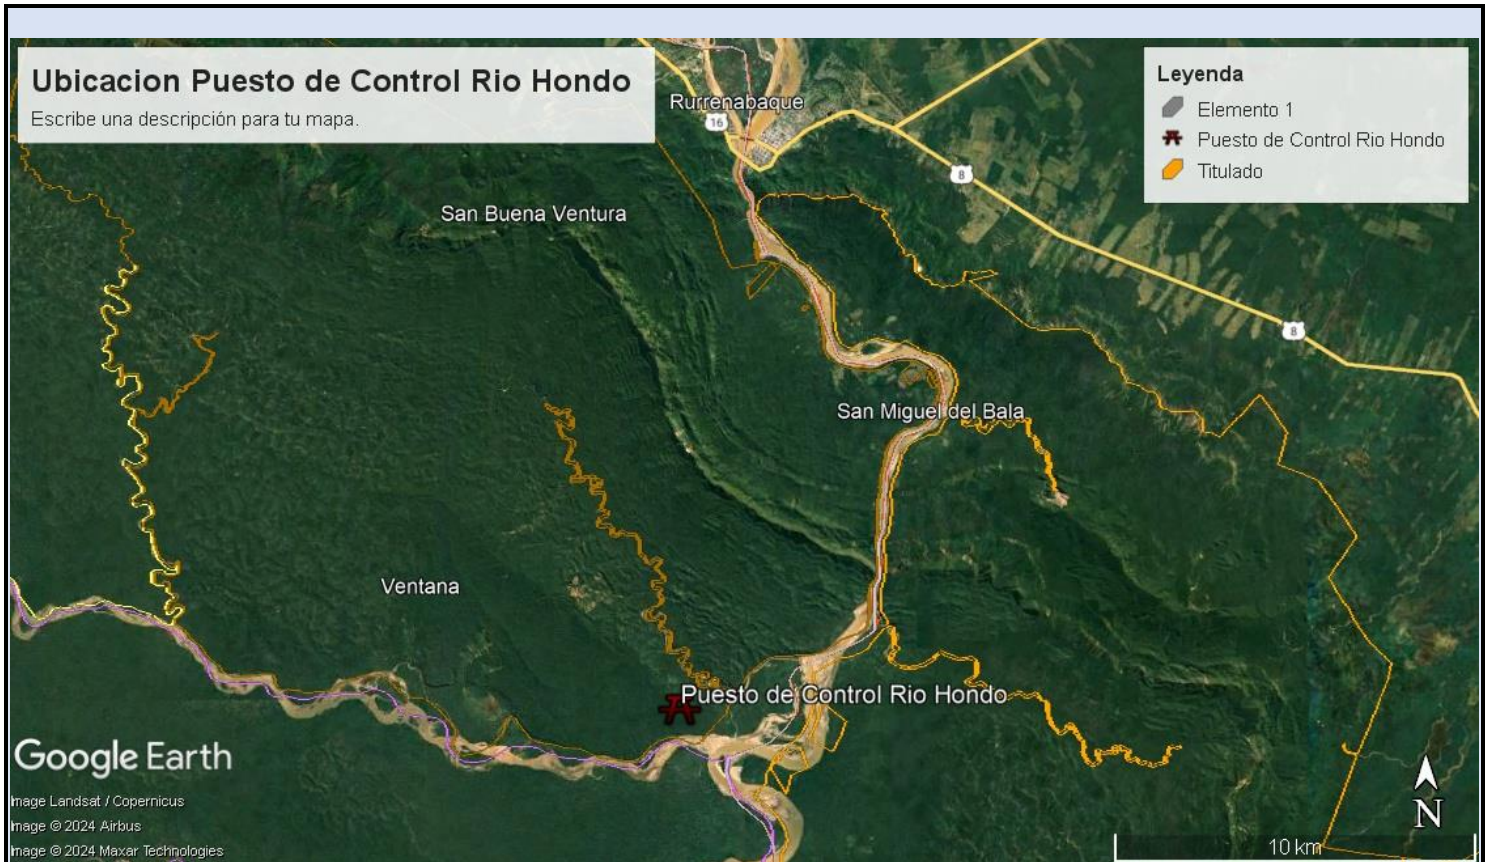 Ubicacion Puesto de Control Rio Hondo
Escribe una descripción para tu mapa.
Leyenda
Elemento 1
Puesto de Control Rio Hondo
Titulado
Rurrenabaque
16
8
San Buena Ventura
8
San Miguel del Bala
Ventana
Puesto de Control Rio Hondo
Google Earth
Image Landsat / Copernicus
Image © 2024 Airbus
Image © 2024 Maxar Technologies
N
10 km